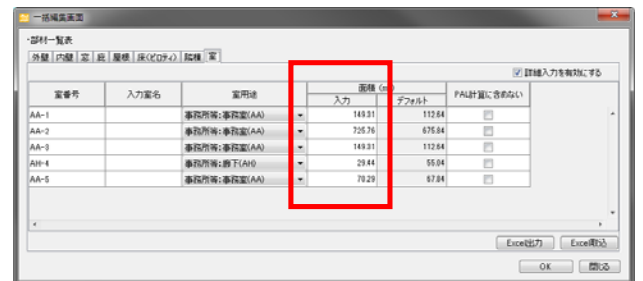 一括編集画面
・部材一覧表
外壁 内壁 窓 庇 屋根 床(ピロティ) 階種 室
詳細入力を有効にする
室番号 入力室名 室用途 面積 (m) PAL計算に含めない
入力 デフォルト
AA-1 事務所等:事務室(AA) 149.31 112.64
AA-2 事務所等:事務室(AA) 725.76 675.84
AA-3 事務所等:事務室(AA) 149.31 112.64
AH-4 事務所等:廊下(AH) 29.44 55.04
AA-5 事務所等:事務室(AA) 70.29 67.84
Excel出力 Excel取込
OK 閉じる